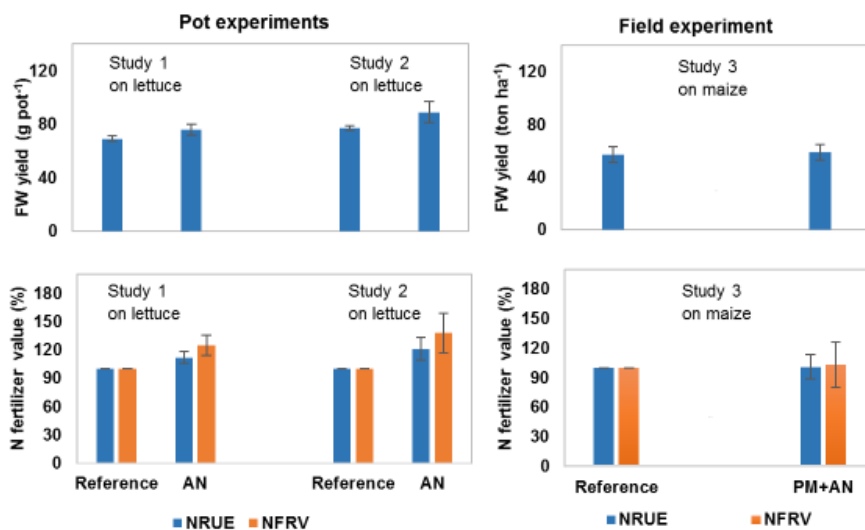 Pot experiments
Field experiment
FW yield (g pot-1)
120
80
40
0
Study 1
on lettuce
Study 2
on lettuce
FW yield (ton ha-1)
120
80
40
0
Study 3
on maize
N fertilizer value (%)
180
150
120
90
60
30
0
Study 1
on lettuce
Study 2
on lettuce
Reference AN Reference AN
NRUE NFRV
N fertilizer value (%)
180
150
120
90
60
30
0
Study 3
on maize
Reference PM+AN
NRUE NFRV